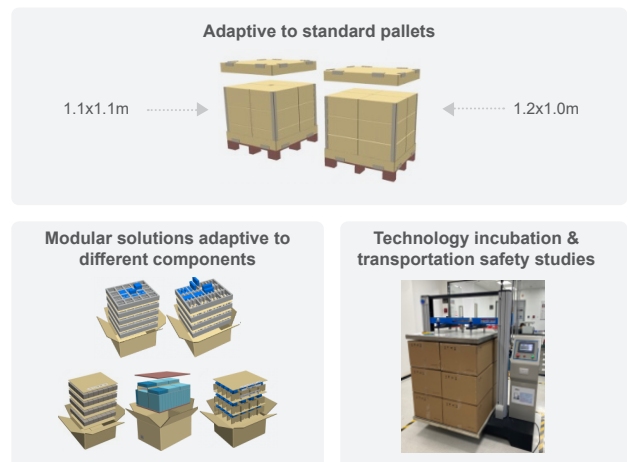 Adaptive to standard pallets
1.1x1.1m
1.2x1.0m
Modular solutions adaptive to
different components
Technology incubation &
transportation safety studies